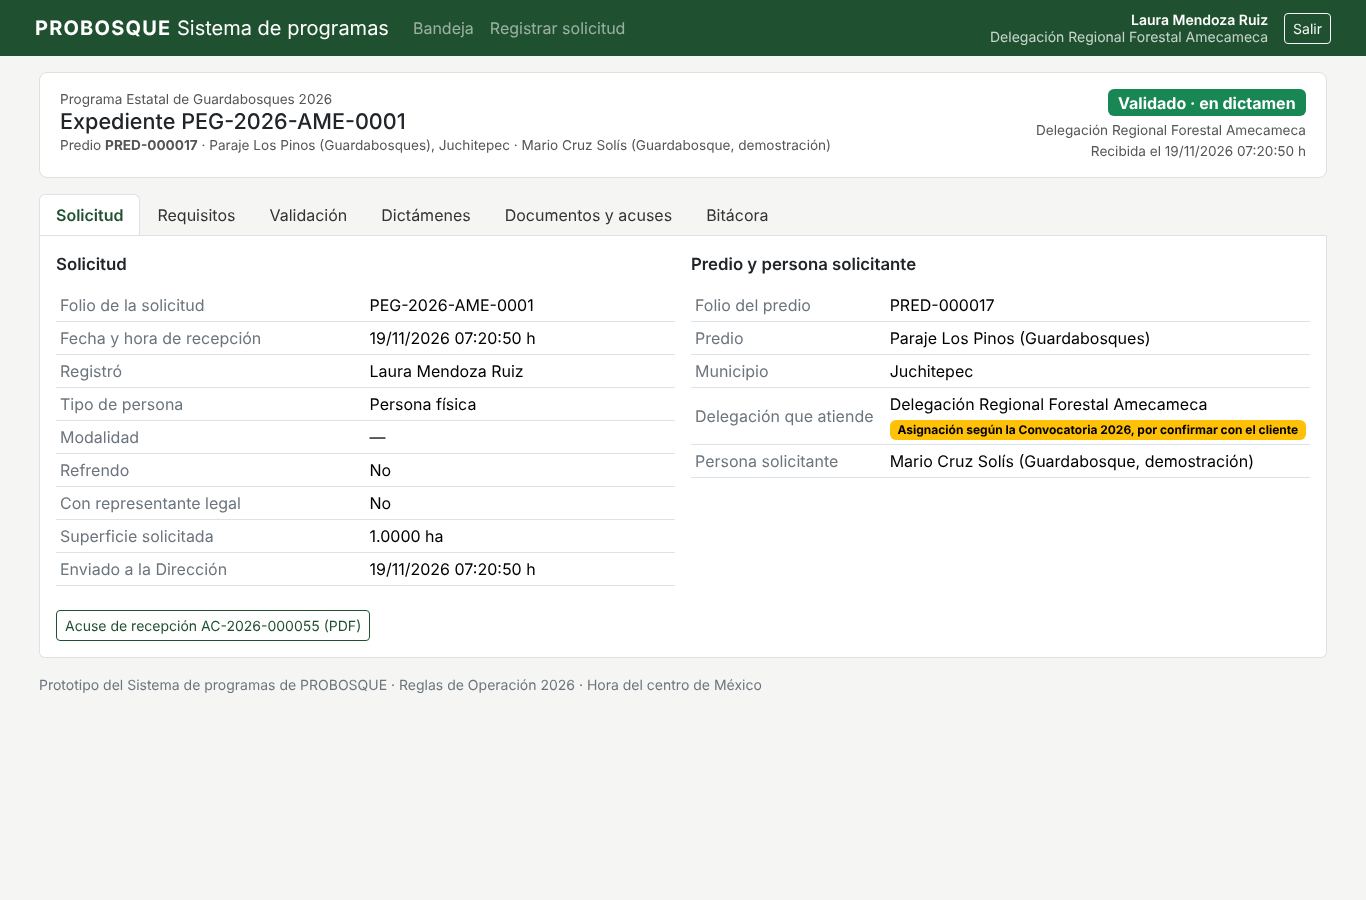 PROBOSQUE Sistema de programas
Bandeja
Registrar solicitud
Laura Mendoza Ruiz
Delegación Regional Forestal Amecameca
Salir
Programa Estatal de Guardabosques 2026
Expediente PEG-2026-AME-0001
Predio PRED-000017 · Paraje Los Pinos (Guardabosques), Juchitepec · Mario Cruz Solís (Guardabosque, demostración)
Validado · en dictamen
Delegación Regional Forestal Amecameca
Recibida el 19/11/2026 07:20:50 h
Solicitud
Requisitos
Validación
Dictámenes
Documentos y acuses
Bitácora
Solicitud
Folio de la solicitud PEG-2026-AME-0001
Fecha y hora de recepción 19/11/2026 07:20:50 h
Registró Laura Mendoza Ruiz
Tipo de persona Persona física
Modalidad —
Refrendo No
Con representante legal No
Superficie solicitada 1.0000 ha
Enviado a la Dirección 19/11/2026 07:20:50 h
Acuse de recepción AC-2026-000055 (PDF)
Predio y persona solicitante
Folio del predio PRED-000017
Predio Paraje Los Pinos (Guardabosques)
Municipio Juchitepec
Delegación que atiende Delegación Regional Forestal Amecameca
Asignación según la Convocatoria 2026, por confirmar con el cliente
Persona solicitante Mario Cruz Solís (Guardabosque, demostración)
Prototipo del Sistema de programas de PROBOSQUE · Reglas de Operación 2026 · Hora del centro de México